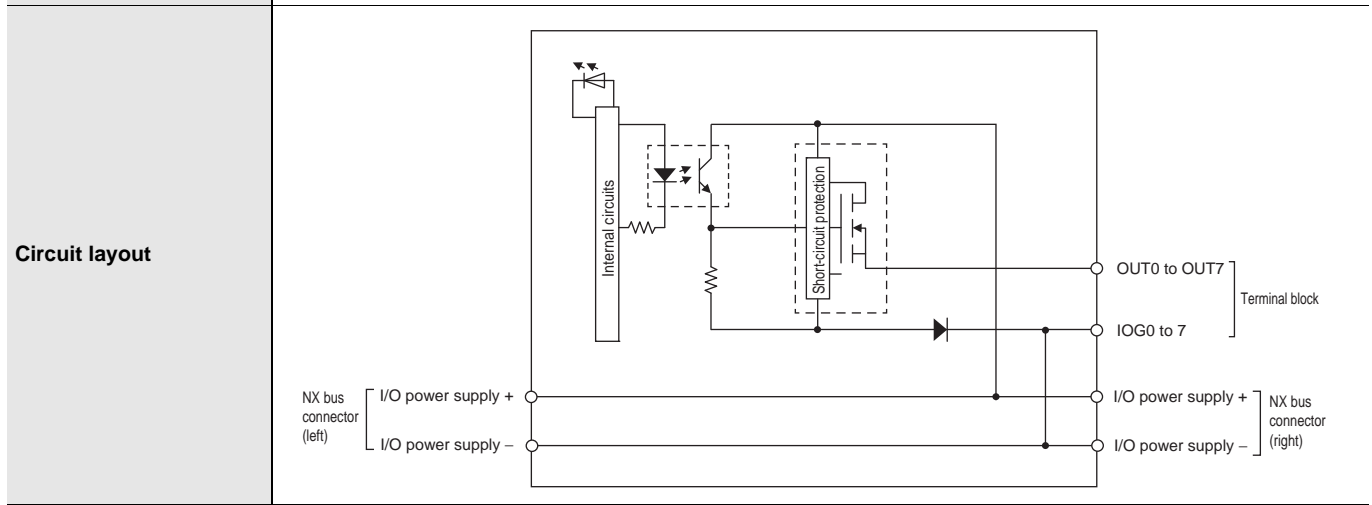 Circuit layout
Internal circuits
Short-circuit protection
OUT0 to OUT7
Terminal block
IOG0 to 7
NX bus
connector
(left)
I/O power supply +
I/O power supply –
I/O power supply +
I/O power supply –
NX bus
connector
(right)